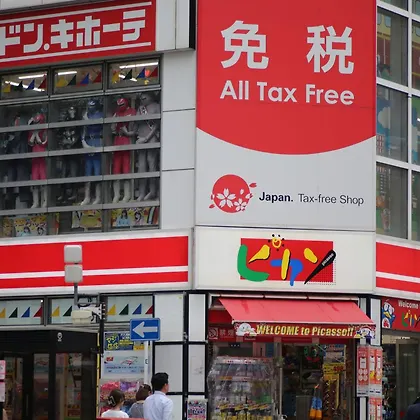 ドン.キホーテ
免税
All Tax Free
Japan. Tax-free Shop
ピカソ
WELCOME to Picasso!!
Welcome